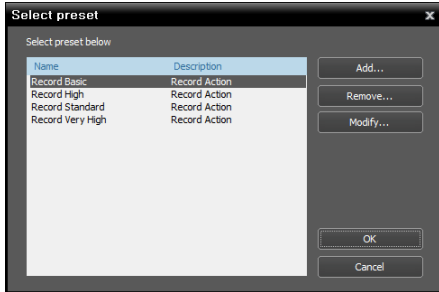 Select preset
x
Select preset below
Name Description
Record Basic Record Action
Record High Record Action
Record Standard Record Action
Record Very High Record Action
Add...
Remove...
Modify...
OK
Cancel